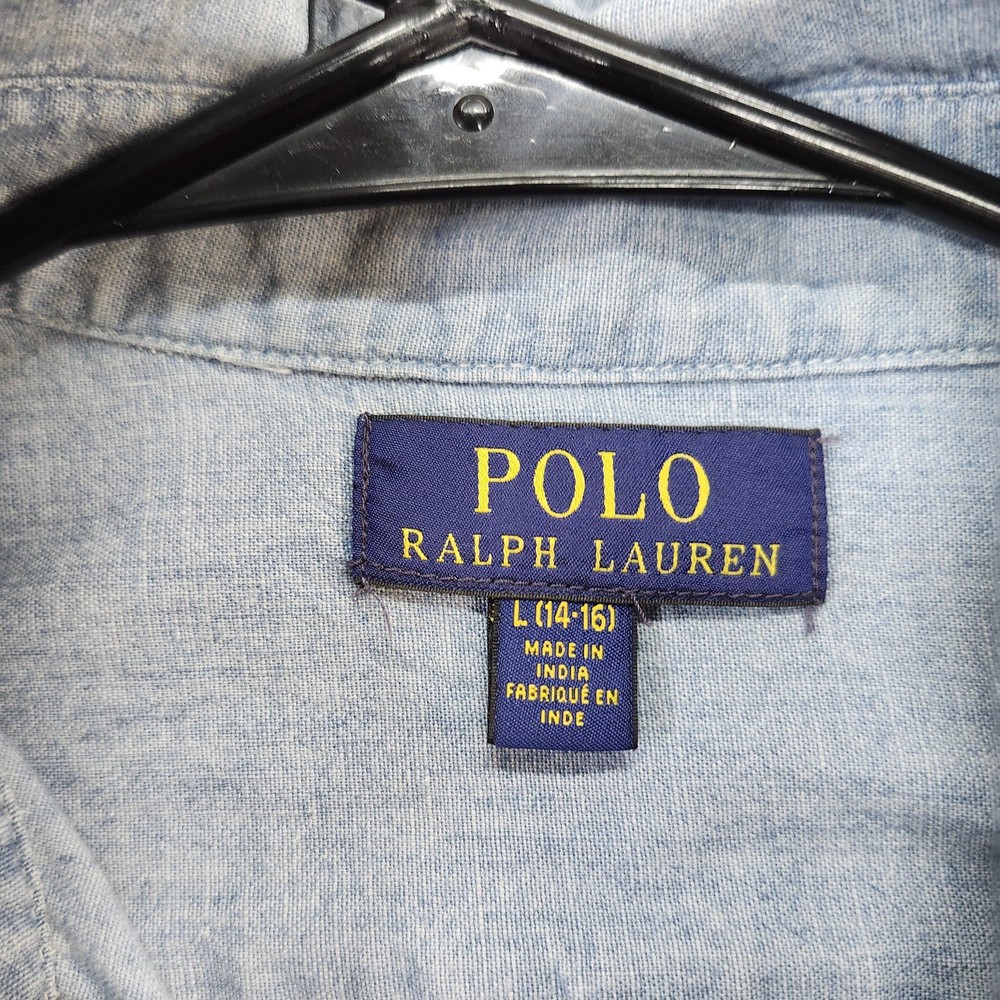 POLO
RALPH LAUREN
L (14-16)
MADE IN
INDIA
FABRIQUÉ EN
INDE